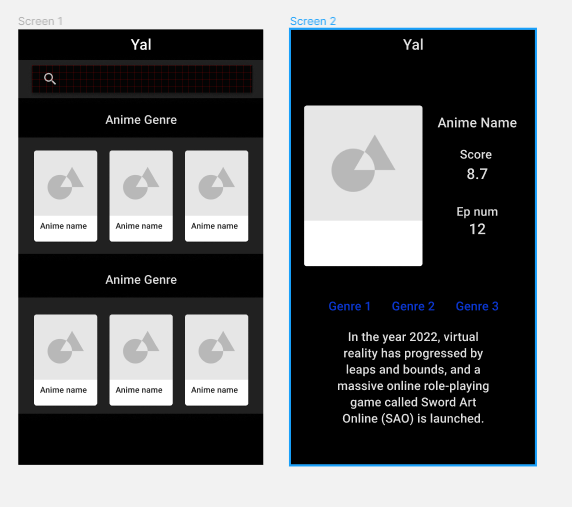 Screen 1
Yal
Anime Genre
Anime name
Anime name
Anime name
Anime Genre
Anime name
Anime name
Anime name
Screen 2
Yal
Anime Name
Score
8.7
Ep num
12
Genre 1
Genre 2
Genre 3
In the year 2022, virtual
reality has progressed by
leaps and bounds, and a
massive online role-playing
game called Sword Art
Online (SAO) is launched.